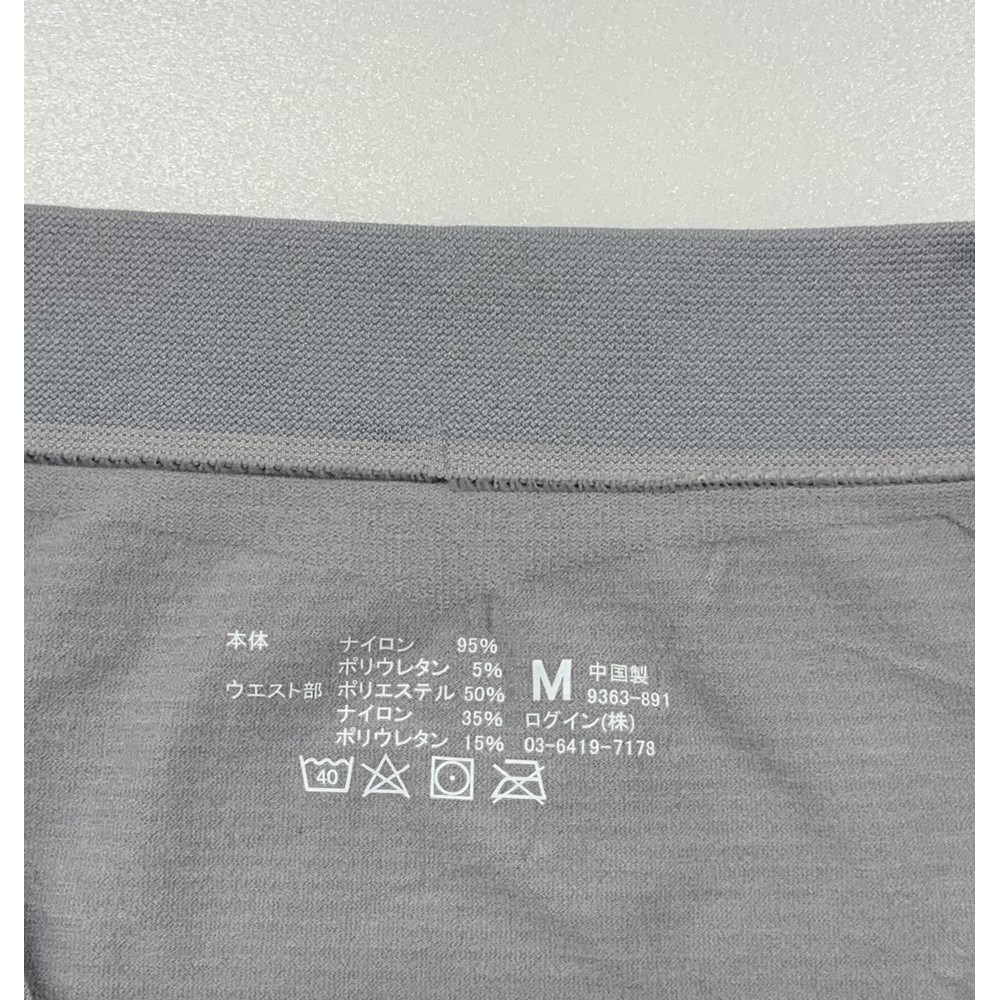 本体 ナイロン 95%
ポリウレタン 5%
ウエスト部 ポリエステル 50%
ナイロン 35%
ポリウレタン 15%
M
中国製
9363-891
ログイン(株)
03-6419-7178
40